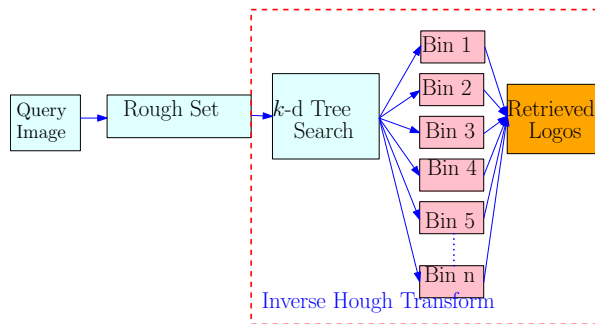 Query
Image
Rough Set
k-d Tree
Search
Bin 1
Bin 2
Bin 3
Bin 4
Bin 5
Bin n
Retrieved
Logos
Inverse Hough Transform